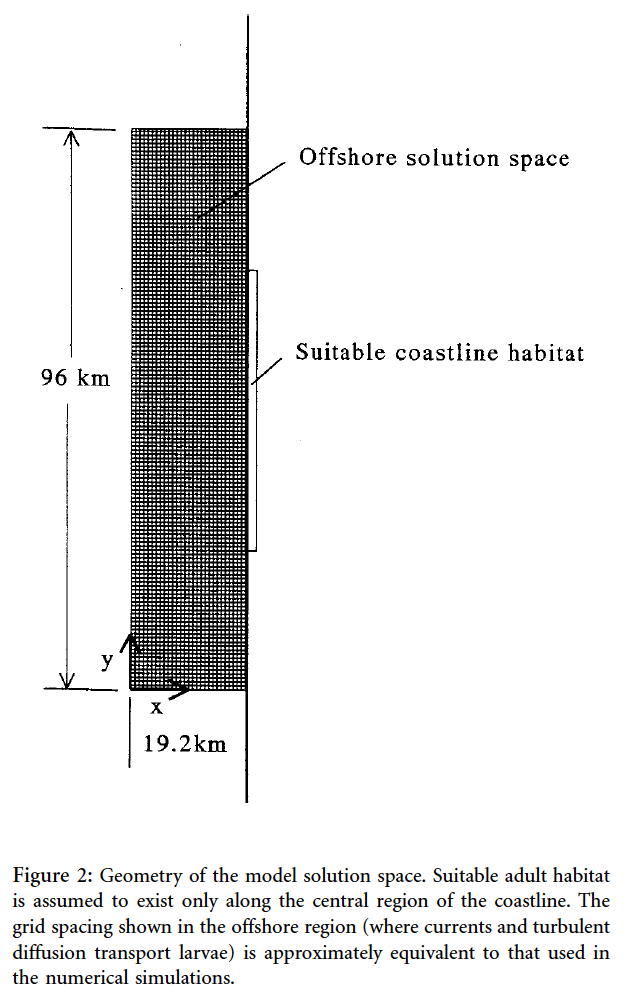 Offshore solution space
Suitable coastline habitat
96 km
y
x
19.2km
Figure 2: Geometry of the model solution space. Suitable adult habitat
is assumed to exist only along the central region of the coastline. The
grid spacing shown in the offshore region (where currents and turbulent
diffusion transport larvae) is approximately equivalent to that used in
the numerical simulations.